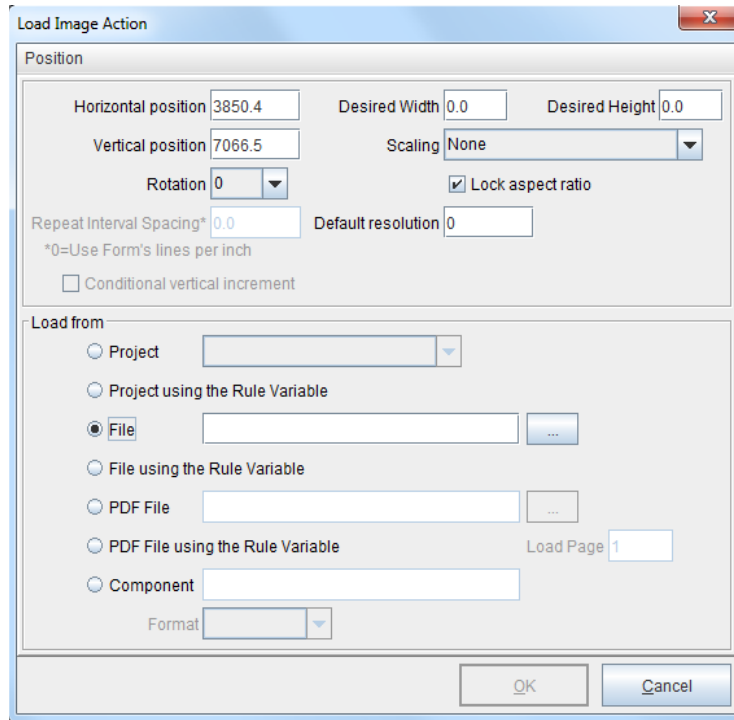 Load Image Action
Position
Horizontal position 3850.4 Desired Width 0.0 Desired Height 0.0
Vertical position 7066.5 Scaling None
Rotation 0 Lock aspect ratio
Repeat Interval Spacing* 0.0 Default resolution 0
*0=Use Form's lines per inch
Conditional vertical increment
Load from
Project
Project using the Rule Variable
File ...
File using the Rule Variable
PDF File ...
PDF File using the Rule Variable Load Page 1
Component
Format
OK Cancel